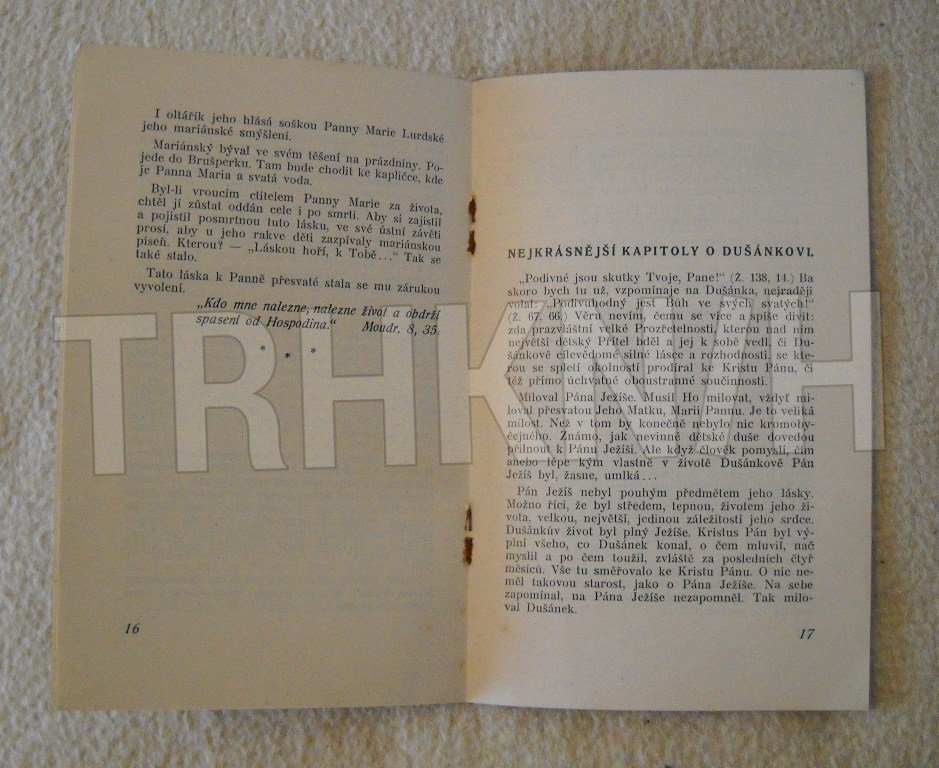 I oltářík jeho hlásá soškou Panny Marie Lurdské
jeho mariánské smýšlení.
Mariánský býval ve svém těšení na prázdniny. Po-
jede do Brušperku. Tam bude chodit ke kapličce, kde
je Panna Maria a svatá voda.
Byl-li vroucím ctitelem Panny Marie za života,
chtěl jí zůstat oddán cele i po smrti. Aby si zajistil
a pojistil posmrtnou tuto lásku, ve své ústní závěti
prosí, aby u jeho rakve děti zazpívaly mariánskou
píseň. Kterou? — „Láskou hoří, k Tobě...“ Tak se
také stalo.
Tato láska k Panně přesvaté stala se mu zárukou
vyvolení.
„Kdo mne nalezne, nalezne život a obdrží
spasení od Hospodina.“ Moudr. 8, 35.
* * *
16
NEJKRÁSNĚJŠÍ KAPITOLY O DUŠÁNKOVI.
„Podivné jsou skutky Tvoje, Pane!“ (Ž. 138, 14.) Ba
skoro bych tu už, vzpomínaje na Dušánka, nejraději
volal: „Podivuhodný jest Bůh ve svých svatých!“
(Ž. 67, 66.) Věru nevím, čemu se více a spíše divit:
zda prazvláštní velké Prozřetelnosti, kterou nad ním
největší dětský Přítel bděl a jej k sobě vedl, či Du-
šánkově cílevědomé silné lásce a rozhodnosti, se kte-
rou se spletí okolností prodíral ke Kristu Pánu, či
též přímo úchvatné oboustranné součinnosti.
Miloval Pána Ježíše. Musil Ho milovat, vždyť mi-
loval přesvatou Jeho Matku, Marii Pannu. Je to veliká
milost. Než v tom by konečně nebylo nic kromoby-
čejného. Známo, jak nevinné dětské duše dovedou
přilnout k Pánu Ježíši. Ale když člověk pomyslí, čím
anebo lépe kým vlastně v životě Dušánkově Pán
Ježíš byl, žasne, umlká...
Pán Ježíš nebyl pouhým předmětem jeho lásky.
Možno říci, že byl středem, tepnou, životem jeho ži-
vota, velkou, největší, jedinou záležitostí jeho srdce.
Dušánkův život byl plný Ježíše. Kristus Pán byl vý-
plní všeho, co Dušánek konal, o čem mluvil, nač
myslil a po čem toužil, zvláště za posledních čtyř
měsíců. Vše tu směřovalo ke Kristu Pánu. O nic ne-
měl takovou starost, jako o Pána Ježíše. Na sebe
zapomínal, na Pána Ježíše nezapomněl. Tak milo-
val Dušánek.
17
TRHKNIH